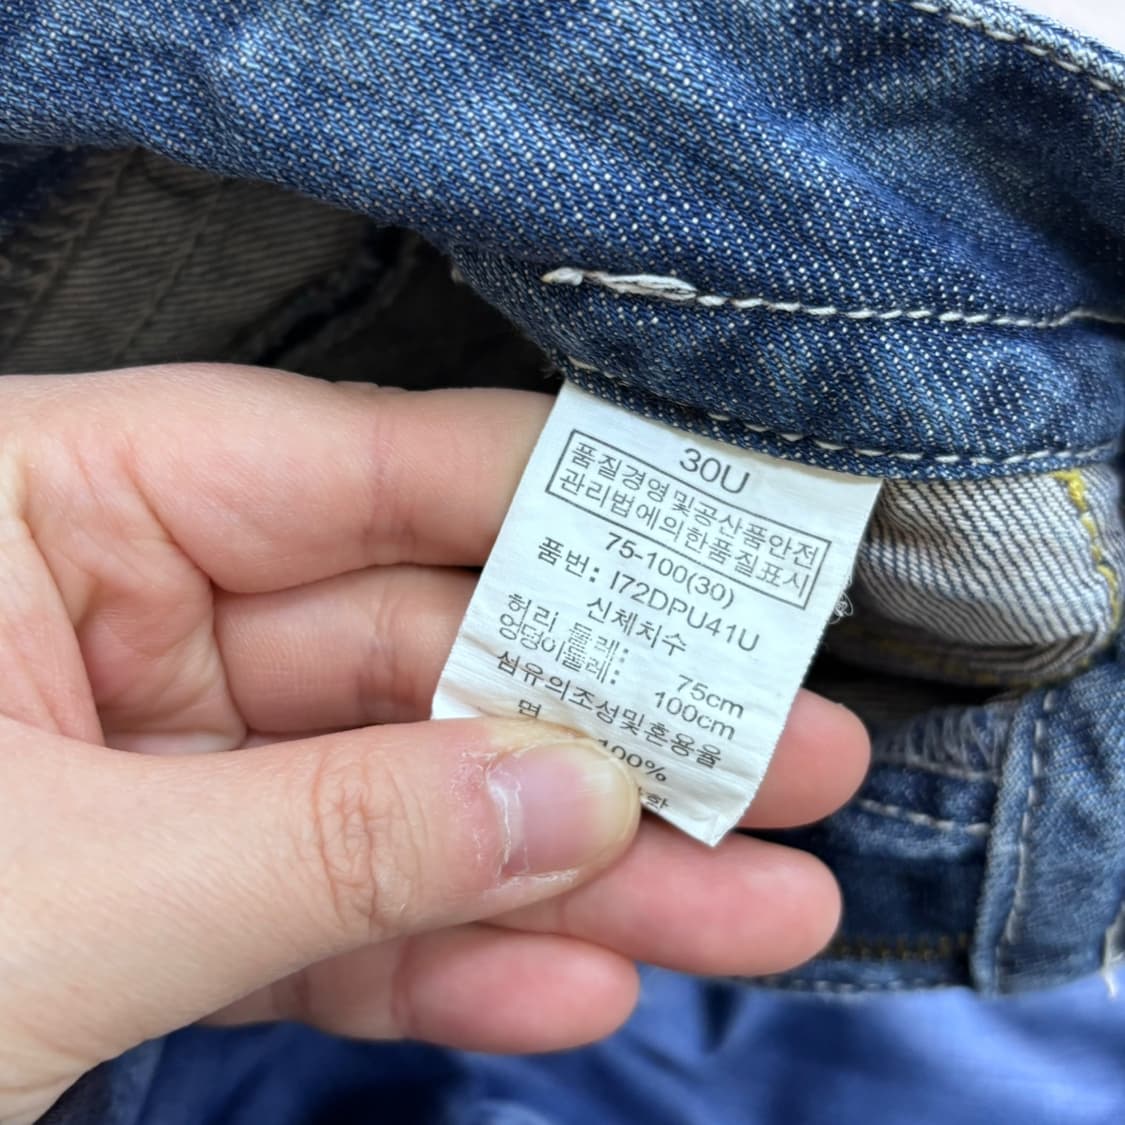 30U
품질경영및공산품안전
관리법에의한품질표시
75-100(30)
품번: I72DPU41U
신체치수
허리 둘레: 75cm
엉덩이둘레: 100cm
섬유의조성및혼용율
면 100%